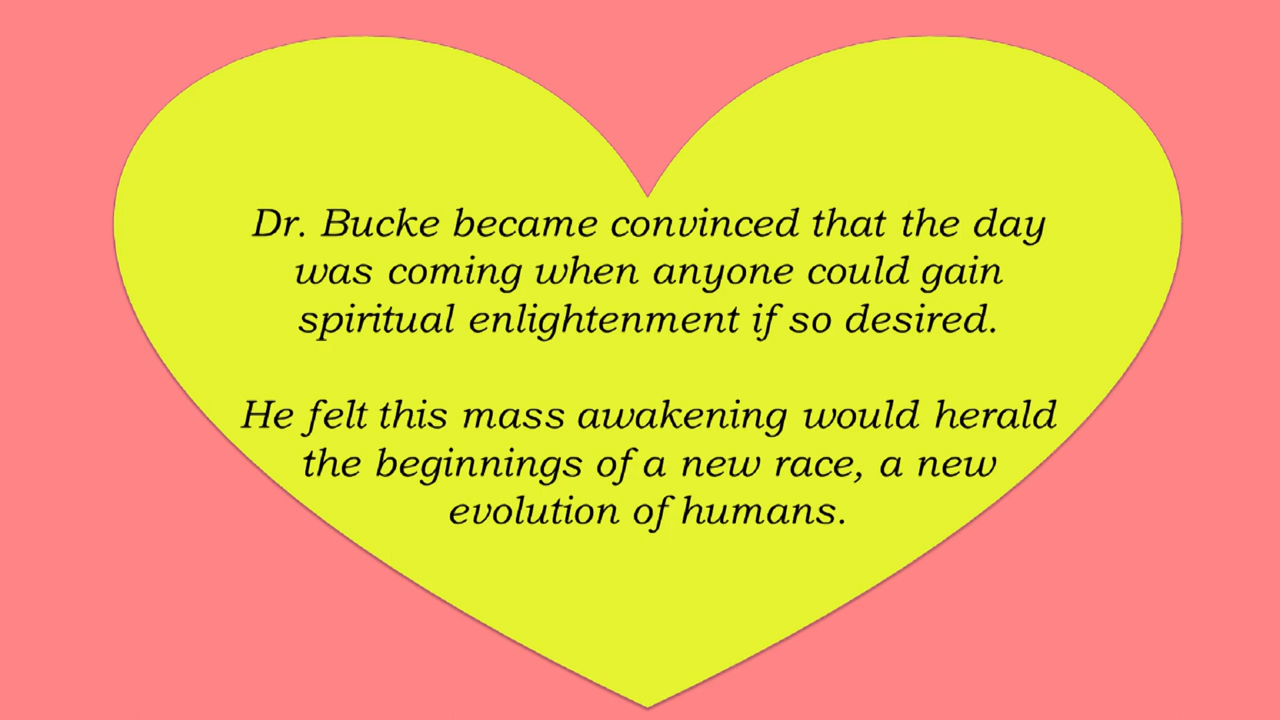 Dr. Bucke became convinced that the day
was coming when anyone could gain
spiritual enlightenment if so desired.
He felt this mass awakening would herald
the beginnings of a new race, a new
evolution of humans.